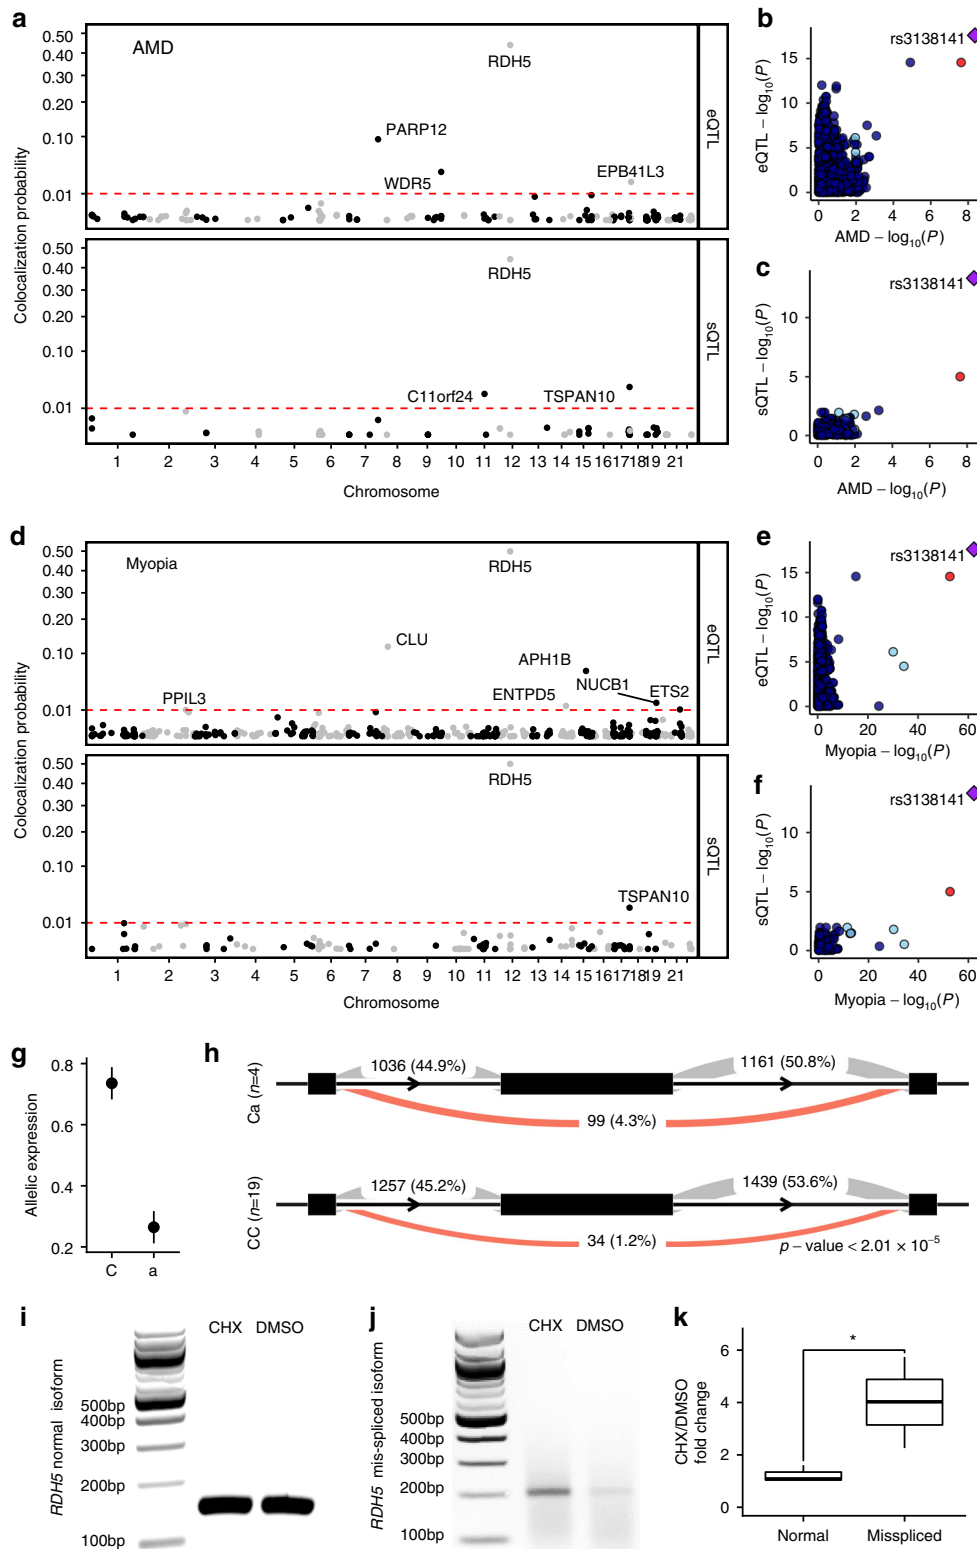 a
AMD
Colocalization probability
0.50
0.40
0.30
0.20
0.10
0.01
RDH5
PARP12
WDR5
EPB41L3
eQTL
0.50
0.40
0.30
0.20
0.10
0.01
RDH5
C11orf24
TSPAN10
sQTL
1 2 3 4 5 6 7 8 9 10 11 12 13 14 15 16 17 18 19 21
Chromosome
b
rs3138141
eQTL − log10(P)
15
10
5
0
0 2 4 6 8
AMD − log10(P)
c
rs3138141
sQTL − log10(P)
10
5
0
0 2 4 6 8
AMD − log10(P)
d
Myopia
Colocalization probability
0.50
0.40
0.30
0.20
0.10
0.01
RDH5
CLU
APH1B
NUCB1
PPIL3
ENTPD5
ETS2
eQTL
0.50
0.40
0.30
0.20
0.10
0.01
RDH5
TSPAN10
sQTL
1 2 3 4 5 6 7 8 9 10 11 12 13 14 15 16 17 18 19 21
Chromosome
e
rs3138141
eQTL − log10(P)
15
10
5
0
0 20 40 60
Myopia − log10(P)
f
rs3138141
sQTL − log10(P)
10
5
0
0 20 40 60
Myopia − log10(P)
g
Allelic expression
0.8
0.6
0.4
0.2
C a
h
Ca (n=4)
1036 (44.9%)
1161 (50.8%)
99 (4.3%)
CC (n=19)
1257 (45.2%)
1439 (53.6%)
34 (1.2%)
p − value < 2.01 × 10−5
i
CHX DMSO
RDH5 normal isoform
500bp
400bp
300bp
200bp
100bp
j
CHX DMSO
RDH5 mis-spliced isoform
500bp
400bp
300bp
200bp
100bp
k
CHX/DMSO
fold change
6
4
2
0
*
Normal Misspliced